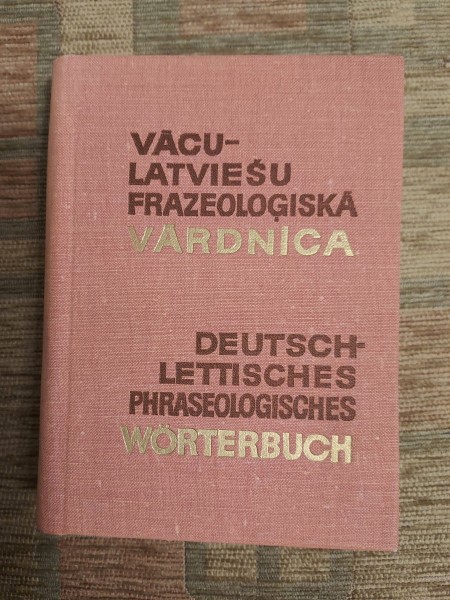 VĀCU-
LATVIEŠU
FRAZEOLOĢISKĀ
VĀRDNĪCA
DEUTSCH-
LETTISCHES
PHRASEOLOGISCHES
WÖRTERBUCH